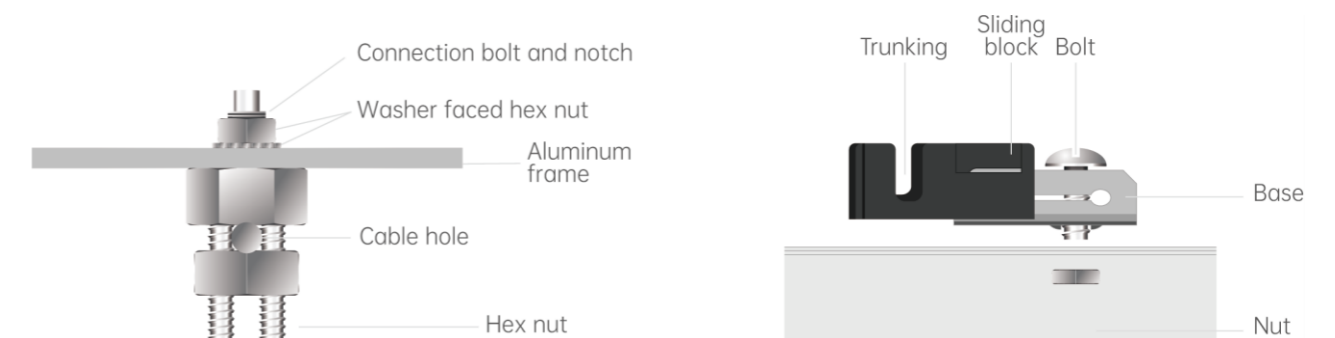 Connection bolt and notch
Washer faced hex nut
Aluminum
frame
Cable hole
Hex nut
Trunking
Sliding
block
Bolt
Base
Nut